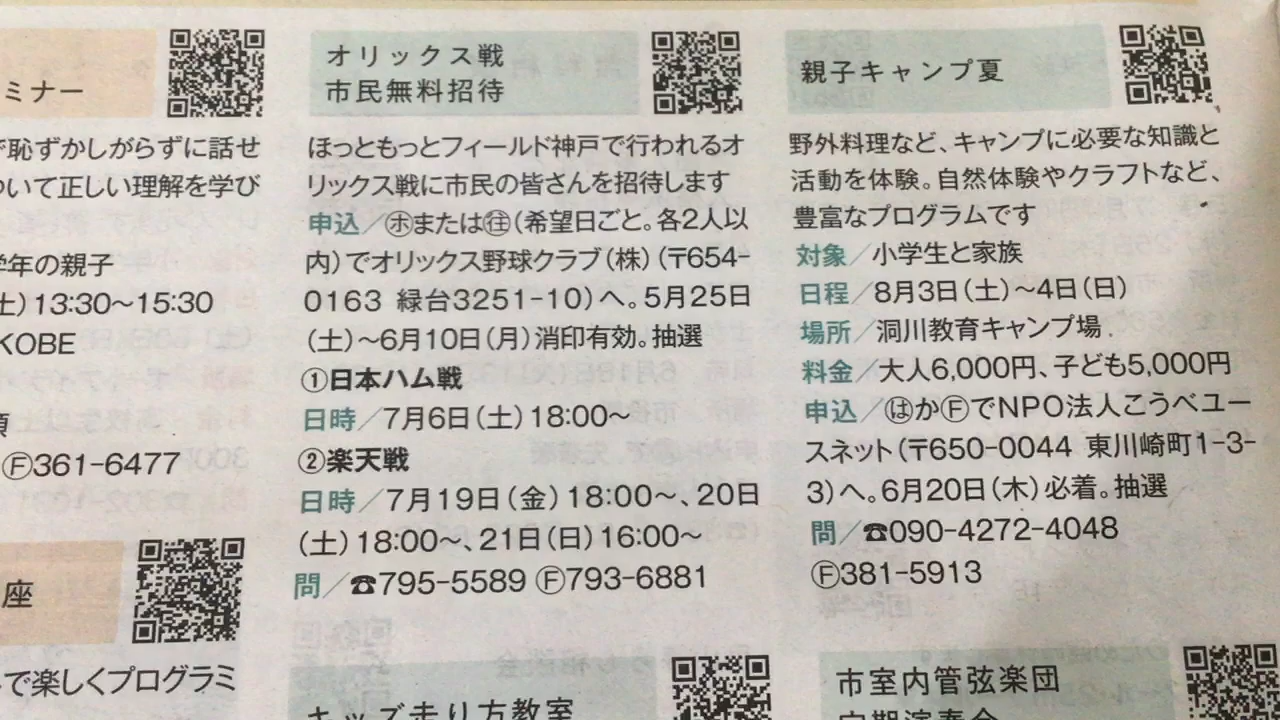 ミナー
で恥ずかしがらずに話せ
ついて正しい理解を学び
学年の親子
土)13:30〜15:30
KOBE
Ⓕ361-6477
座
で楽しくプログラミ
オリックス戦
市民無料招待
ほっともっとフィールド神戸で行われるオ
リックス戦に市民の皆さんを招待します
申込／㋭または㊟(希望日ごと。各2人以
内)でオリックス野球クラブ(株)(〒654-
0163 緑台3251-10)へ。5月25日
(土)〜6月10日(月)消印有効。抽選
①日本ハム戦
日時／7月6日(土)18:00〜
②楽天戦
日時／7月19日(金)18:00〜、20日
(土)18:00〜、21日(日)16:00〜
問／☎795-5589 Ⓕ793-6881
キッズ走り方教室
親子キャンプ夏
野外料理など、キャンプに必要な知識と
活動を体験。自然体験やクラフトなど、
豊富なプログラムです
対象／小学生と家族
日程／8月3日(土)〜4日(日)
場所／洞川教育キャンプ場
料金／大人6,000円、子ども5,000円
申込／㋩かⒻでNPO法人こうべユー
スネット(〒650-0044 東川崎町1-3-
3)へ。6月20日(木)必着。抽選
問／☎090-4272-4048
Ⓕ381-5913
市室内管弦楽団
定期演奏会